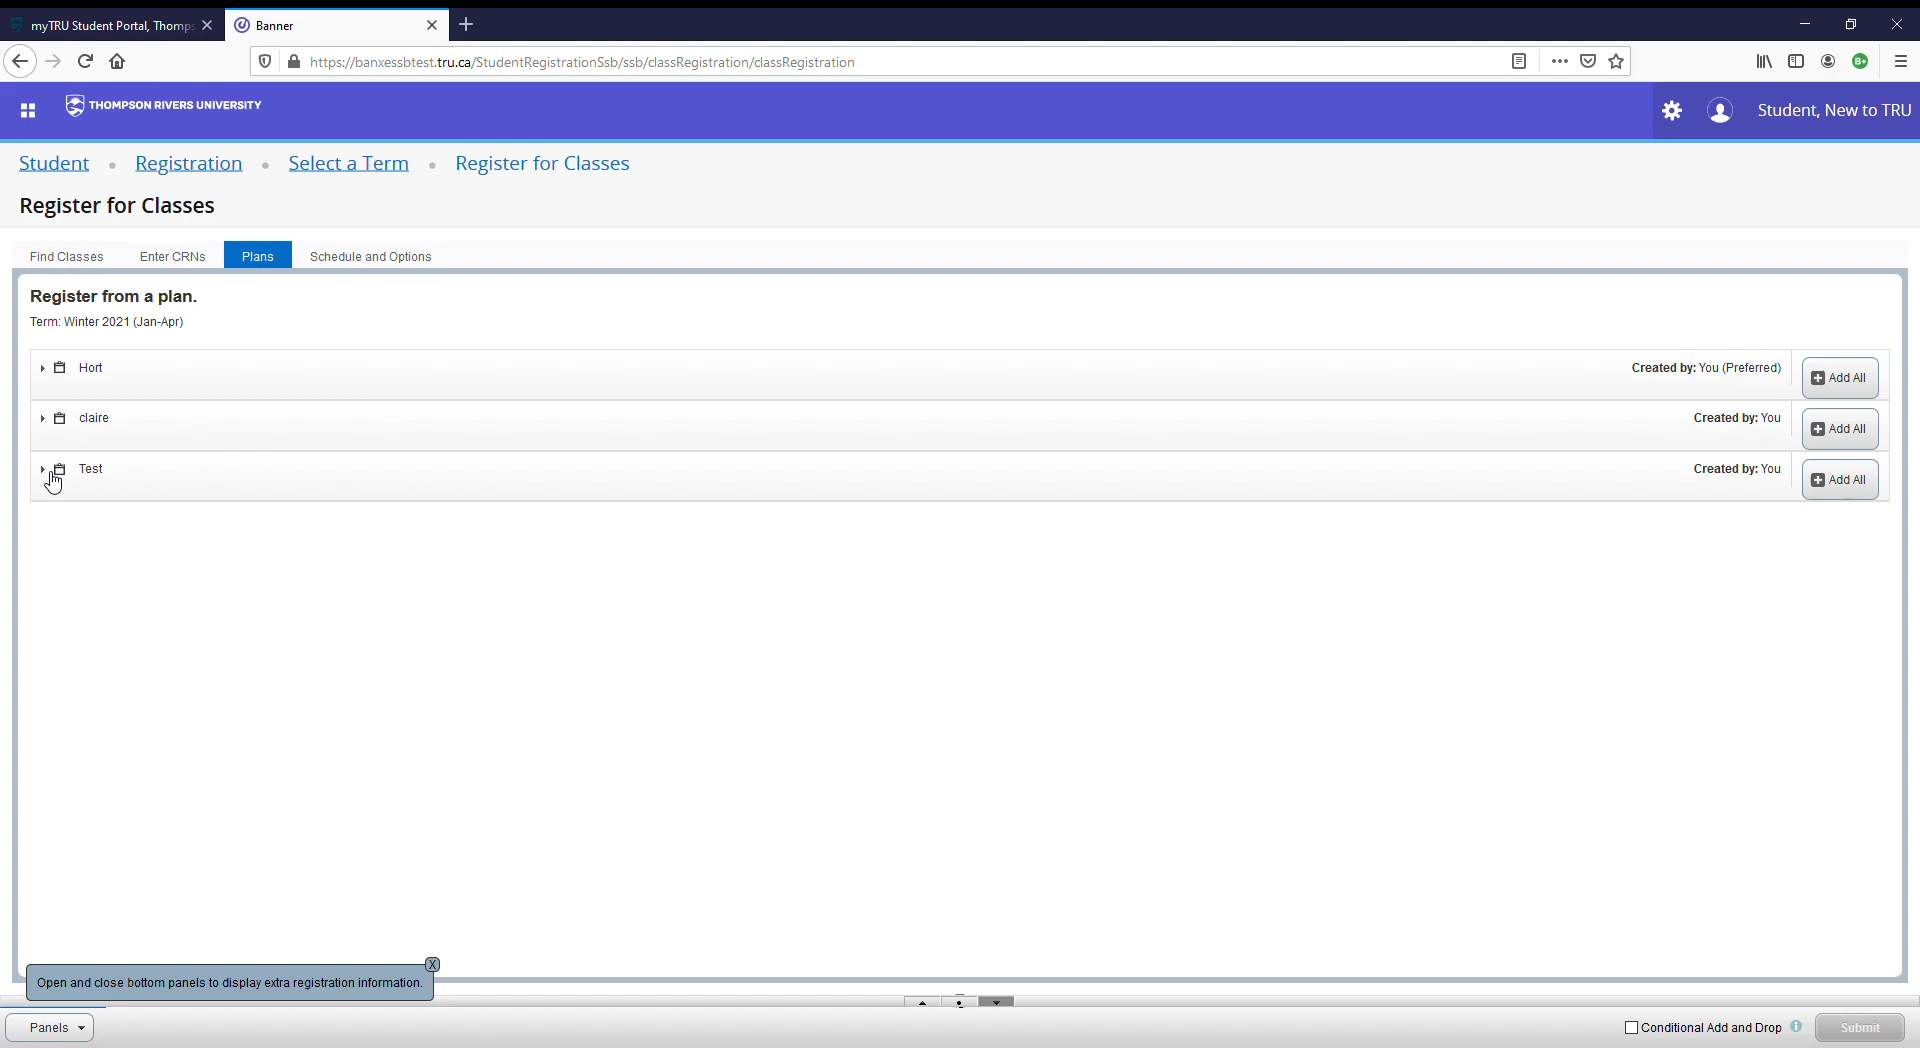 myTRU Student Portal, Thomps
Banner
https://banxessbtest.tru.ca/StudentRegistrationSsb/ssb/classRegistration/classRegistration
THOMPSON RIVERS UNIVERSITY
Student, New to TRU
Student • Registration • Select a Term • Register for Classes
Register for Classes
Find Classes Enter CRNs Plans Schedule and Options
Register from a plan.
Term: Winter 2021 (Jan-Apr)
Hort Created by: You (Preferred) Add All
claire Created by: You Add All
Test Created by: You Add All
X
Open and close bottom panels to display extra registration information.
Panels Conditional Add and Drop Submit